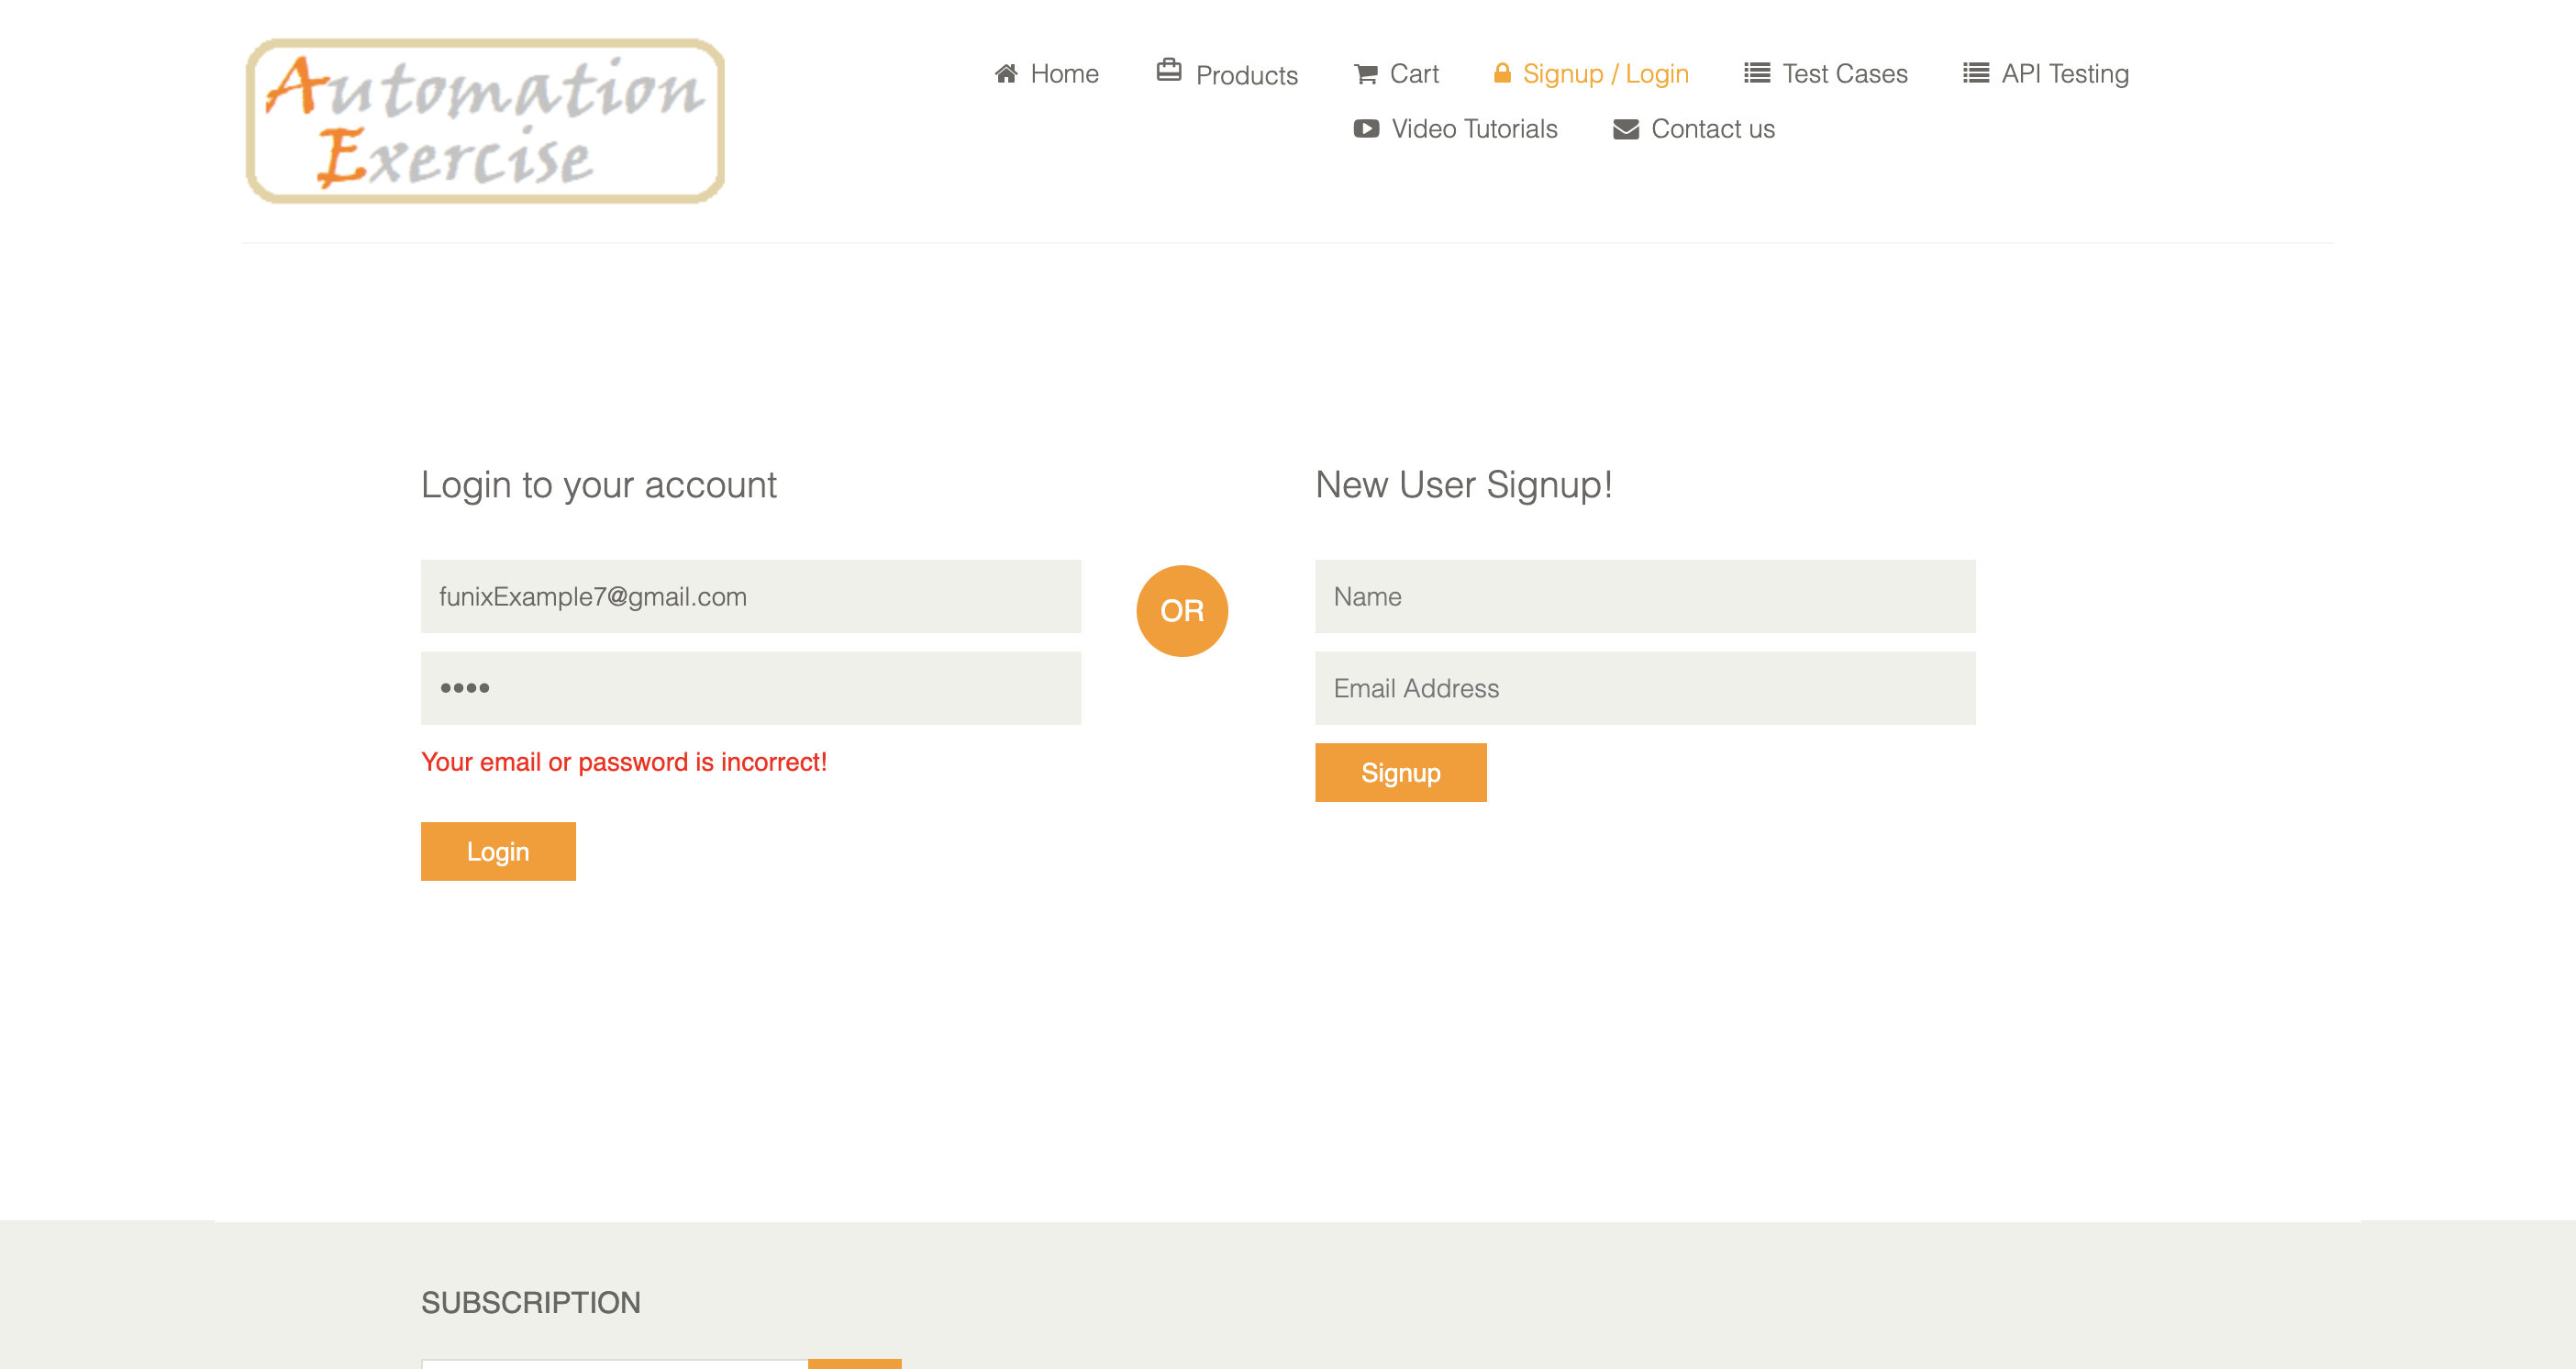 Automation
Exercise
Home Products Cart Signup / Login Test Cases API Testing
Video Tutorials Contact us
Login to your account
New User Signup!
funixExample7@gmail.com
OR
Name
••••
Email Address
Your email or password is incorrect!
Signup
Login
SUBSCRIPTION